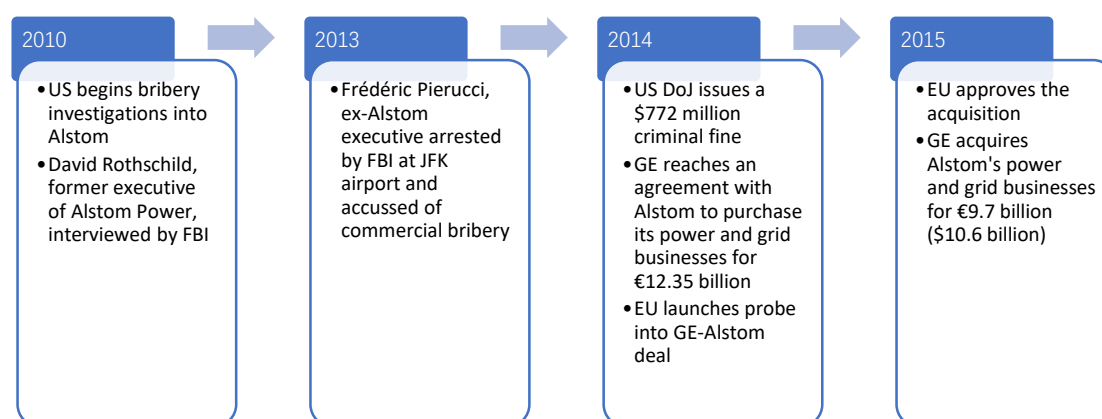 2010
•US begins bribery
investigations into
Alstom
•David Rothschild,
former executive
of Alstom Power,
interviewed by FBI
2013
•Frédéric Pierucci,
ex-Alstom
executive arrested
by FBI at JFK
airport and
accussed of
commercial bribery
2014
•US DoJ issues a
$772 million
criminal fine
•GE reaches an
agreement with
Alstom to purchase
its power and grid
businesses for
€12.35 billion
•EU launches probe
into GE-Alstom
deal
2015
•EU approves the
acquisition
•GE acquires
Alstom's power
and grid businesses
for €9.7 billion
($10.6 billion)